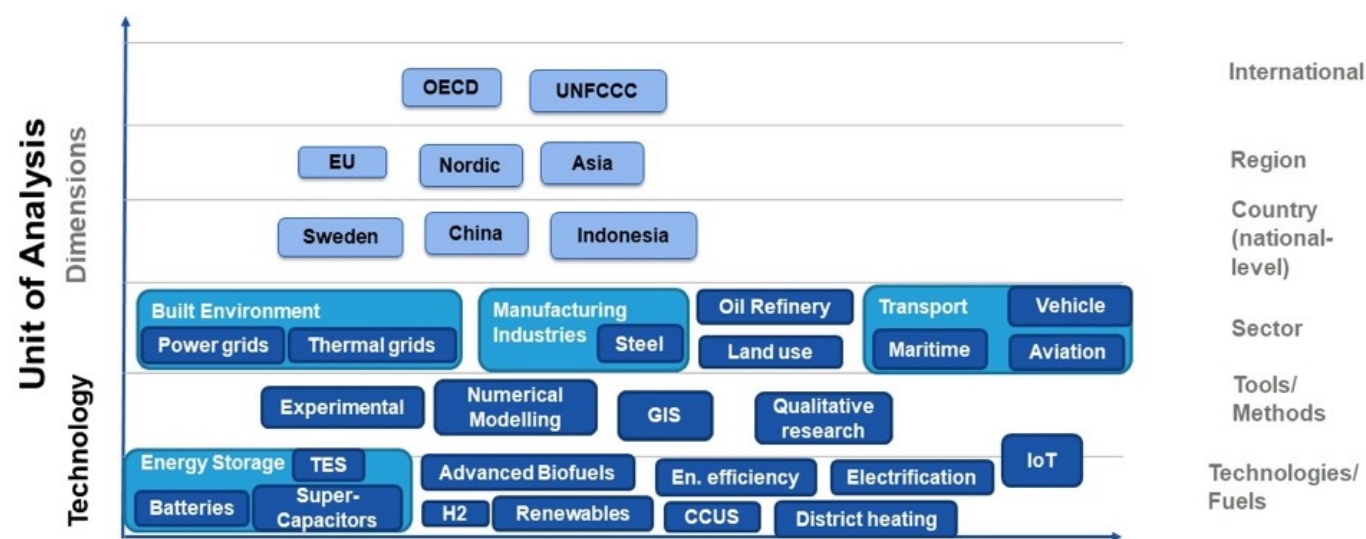 Unit of Analysis
Dimensions
Technology
OECD
UNFCCC
International
EU
Nordic
Asia
Region
Sweden
China
Indonesia
Country
(national-
level)
Built Environment
Power grids
Thermal grids
Manufacturing
Industries
Steel
Oil Refinery
Land use
Transport
Vehicle
Maritime
Aviation
Sector
Experimental
Numerical
Modelling
GIS
Qualitative
research
Tools/
Methods
Energy Storage
TES
Batteries
Super-
Capacitors
Advanced Biofuels
En. efficiency
Electrification
IoT
H2
Renewables
CCUS
District heating
Technologies/
Fuels